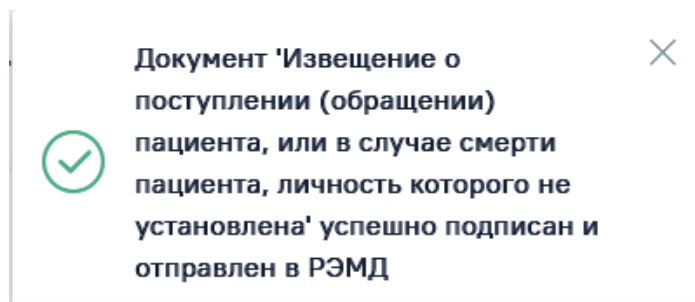 Документ 'Извещение о
поступлении (обращении)
пациента, или в случае смерти
пациента, личность которого не
установлена' успешно подписан и
отправлен в РЭМД